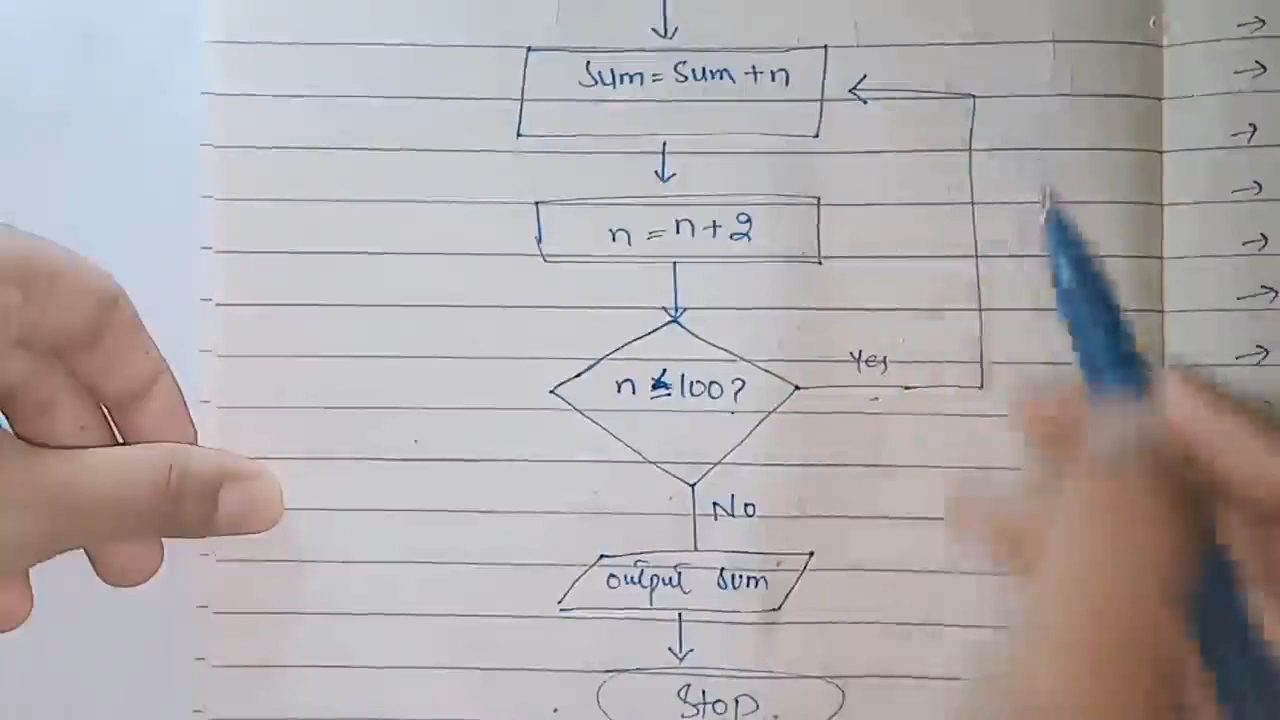 Sum = Sum + n
n = n + 2
n ≤ 100?
Yes
No
output sum
Stop.